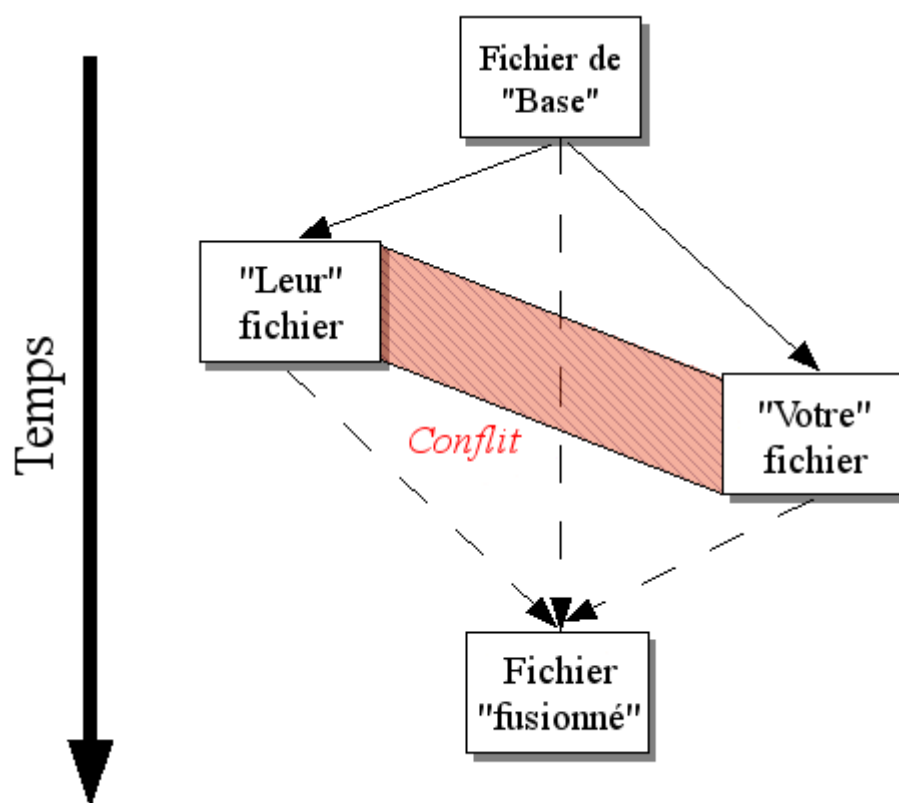 Fichier de
"Base"
"Leur"
fichier
Temps
Conflit
"Votre"
fichier
Fichier
"fusionné"